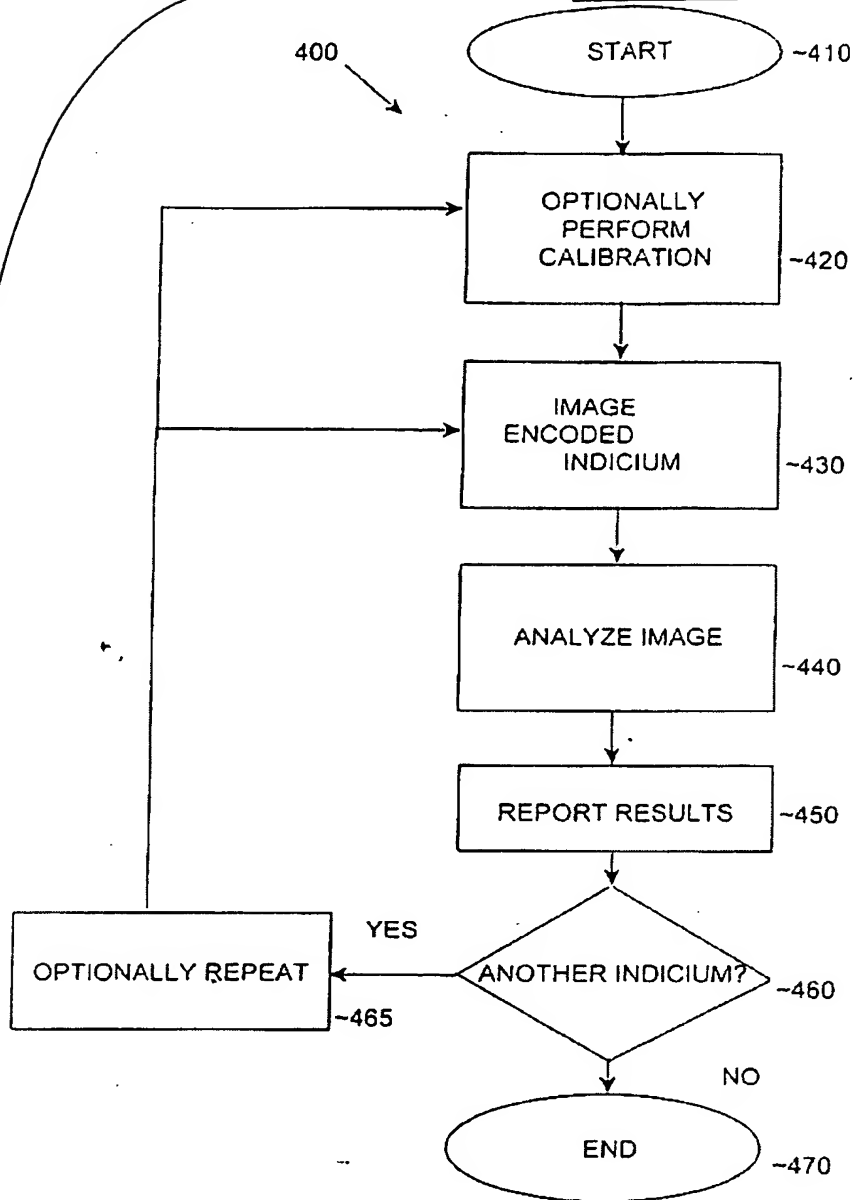 400
START
~410
OPTIONALLY
PERFORM
CALIBRATION
~420
IMAGE
ENCODED
INDICIUM
~430
ANALYZE IMAGE
~440
REPORT RESULTS
~450
YES
OPTIONALLY REPEAT
~465
ANOTHER INDICIUM?
~460
NO
END
~470